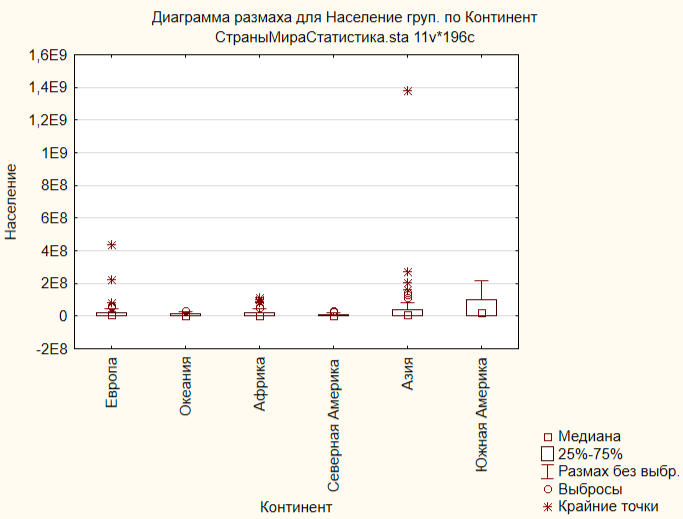 Диаграмма размаха для Население груп. по Континент
СтраныМираСтатистика.sta 11v*196c
1,6E9
1,4E9
1,2E9
1E9
8E8
6E8
4E8
2E8
0
-2E8
Население
Европа
Океания
Африка
Северная Америка
Азия
Южная Америка
Континент
Медиана
25%-75%
Размах без выбр.
Выбросы
Крайние точки